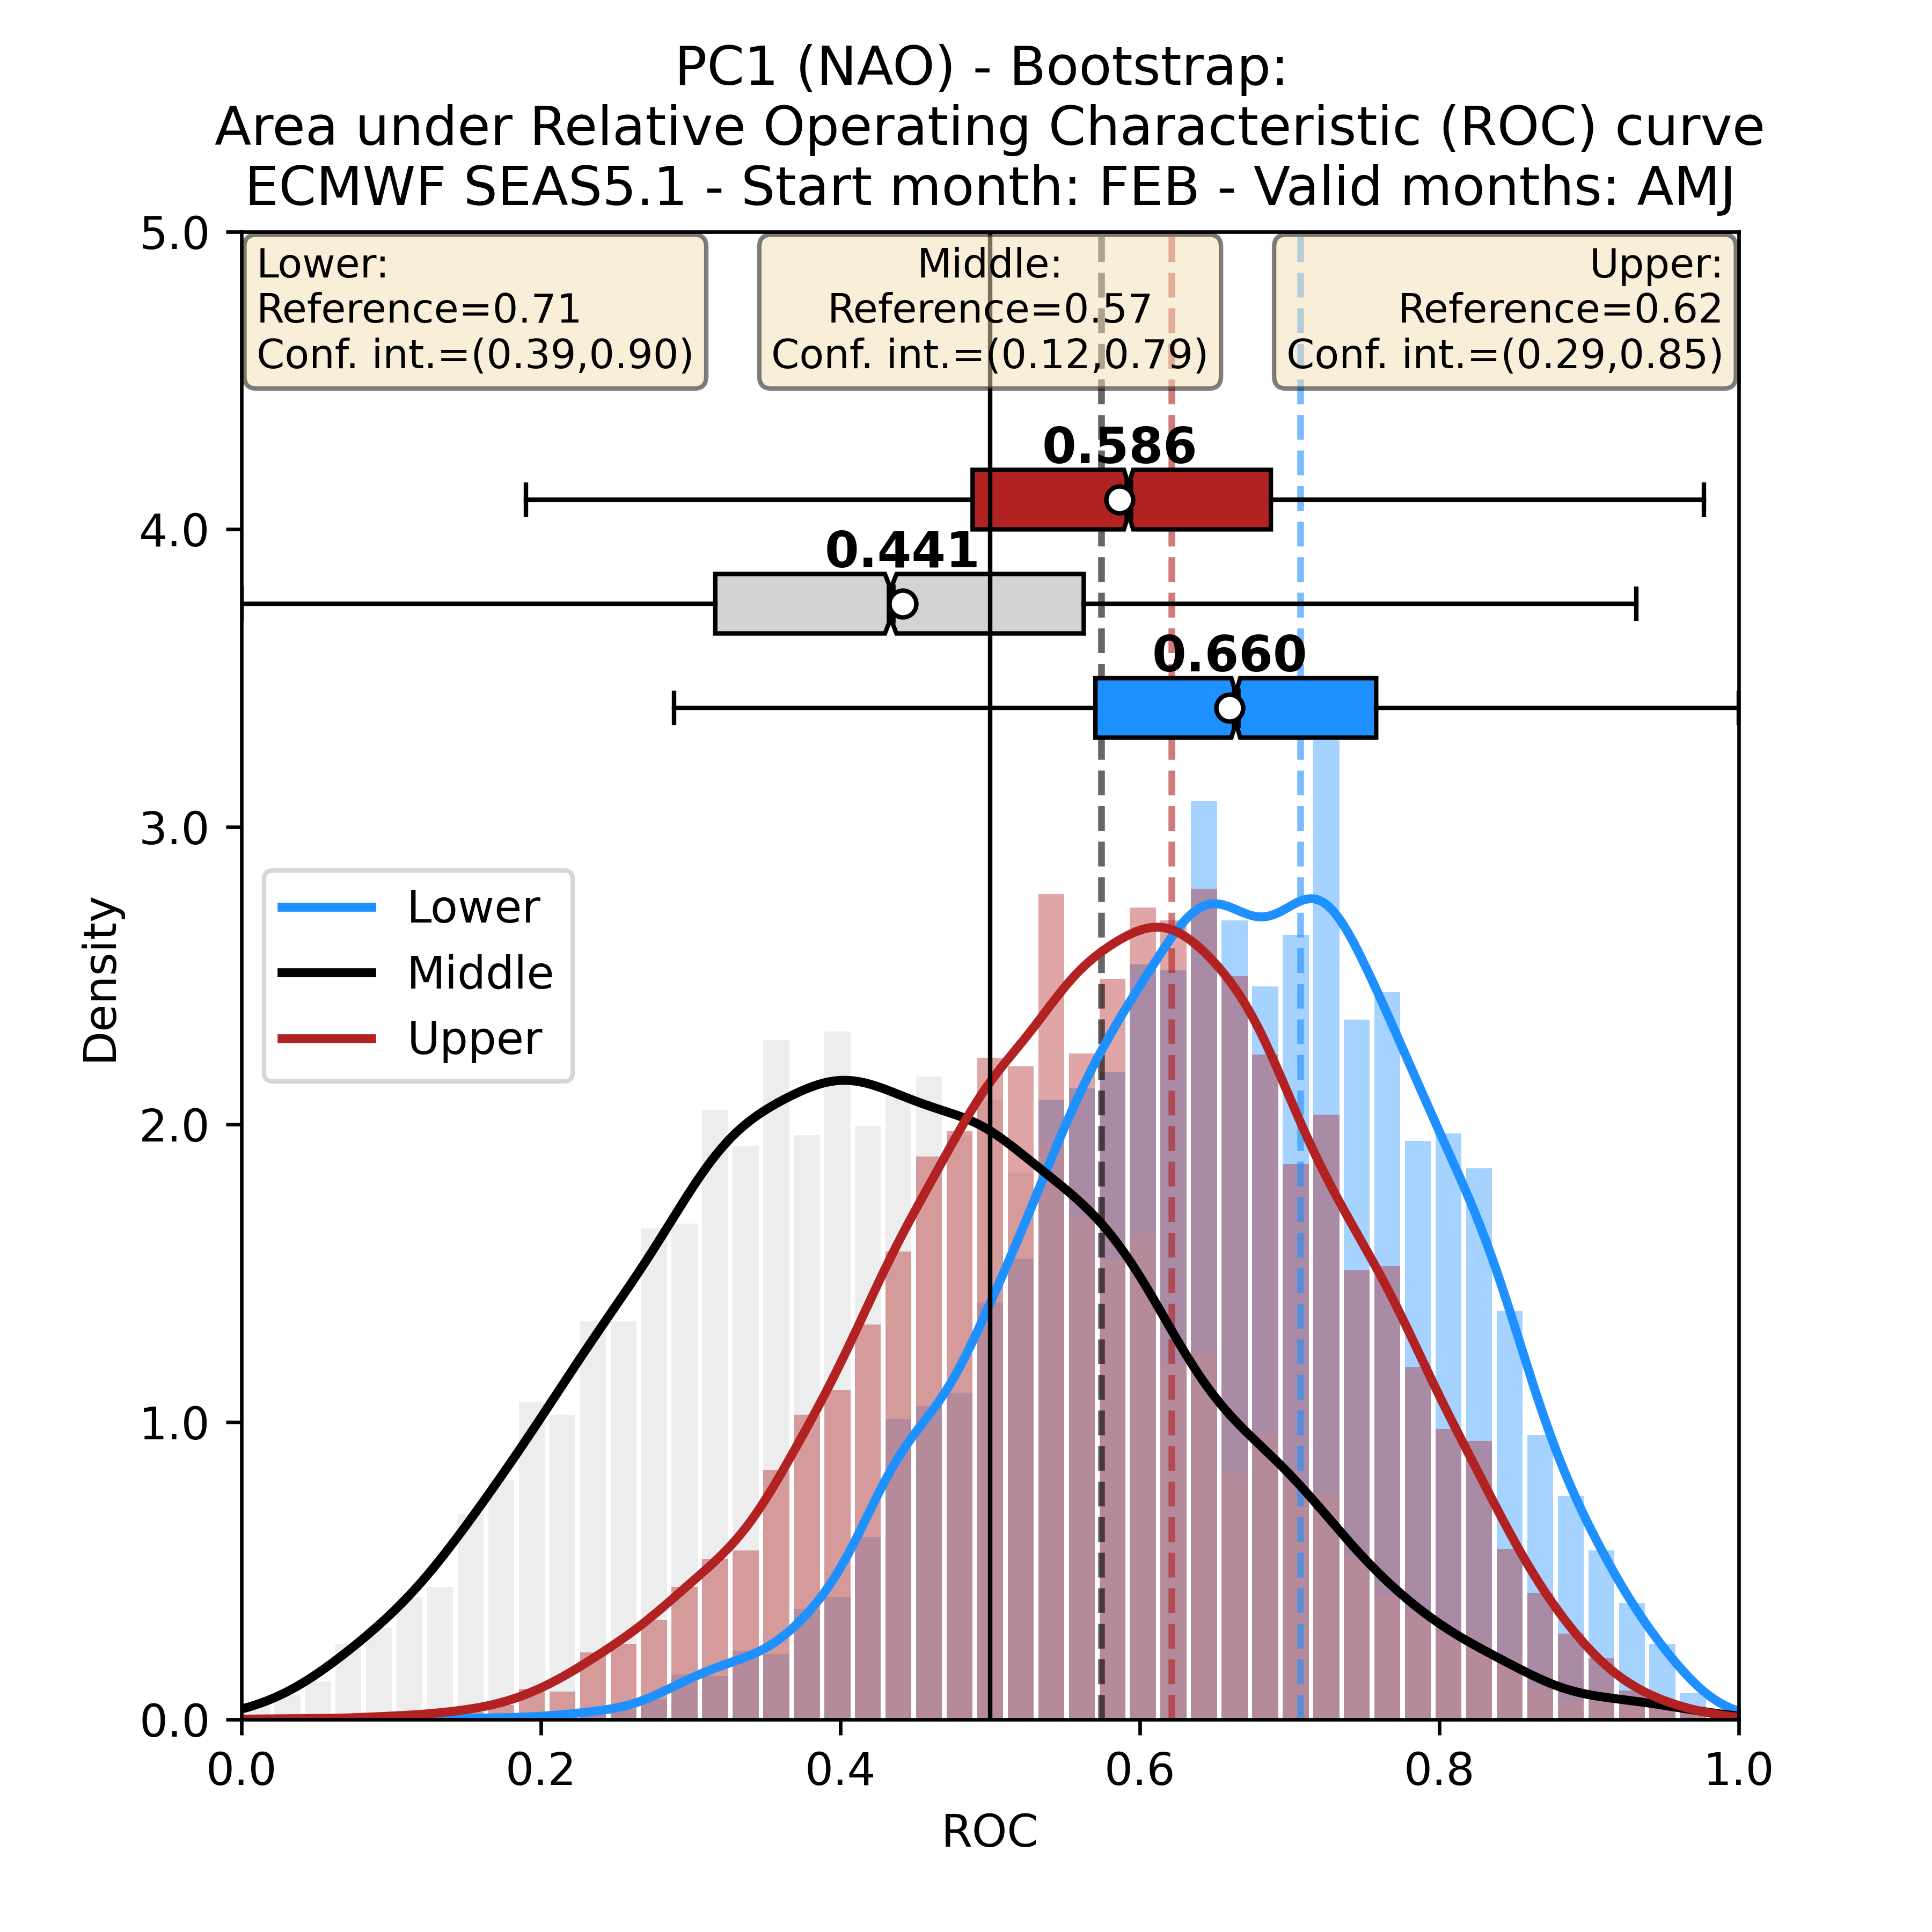 PC1 (NAO) - Bootstrap:
Area under Relative Operating Characteristic (ROC) curve
ECMWF SEAS5.1 - Start month: FEB - Valid months: AMJ
Lower:
Reference=0.71
Conf. int.=(0.39,0.90)
Middle:
Reference=0.57
Conf. int.=(0.12,0.79)
Upper:
Reference=0.62
Conf. int.=(0.29,0.85)
0.586
0.441
0.660
Lower
Middle
Upper
Density
5.0
4.0
3.0
2.0
1.0
0.0
0.0 0.2 0.4 0.6 0.8 1.0
ROC